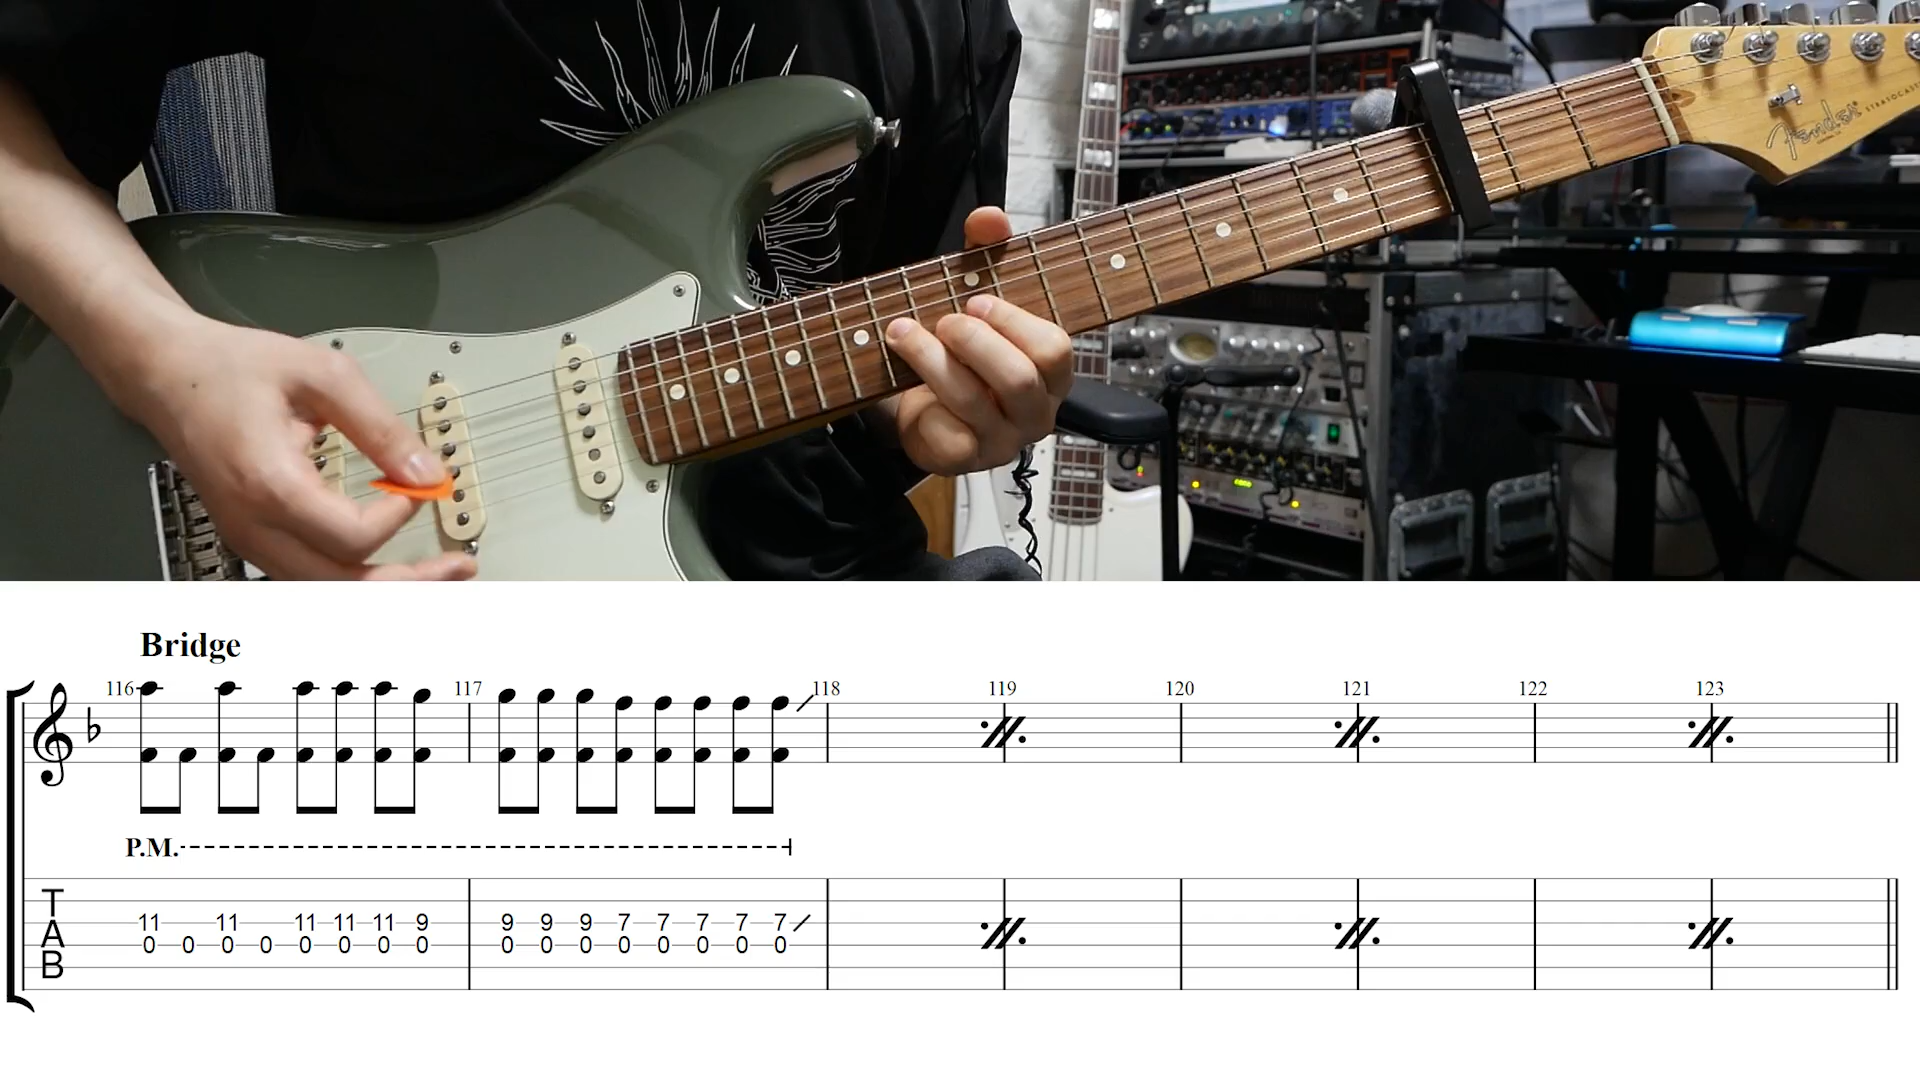 Fender
STRATOCAS
Bridge
116 117 118 119 120 121 122 123
P.M.
T
A
B
11 11 11 11 11 9 9 9 9 7 7 7 7 7
0 0 0 0 0 0 0 0 0 0 0 0 0 0 0 0